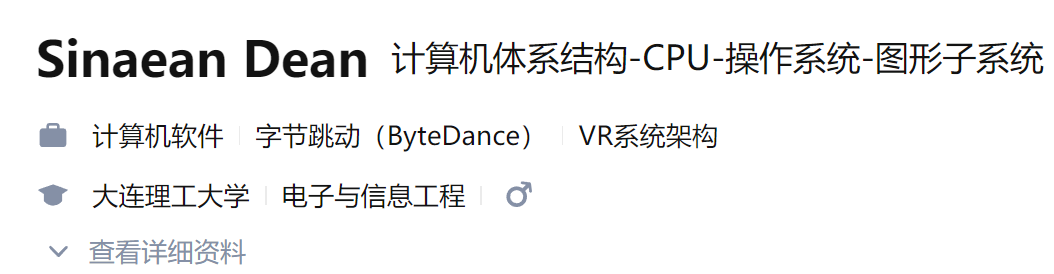 Sinaean Dean 计算机体系结构-CPU-操作系统-图形子系统
计算机软件 字节跳动（ByteDance） VR系统架构
大连理工大学 电子与信息工程
查看详细资料